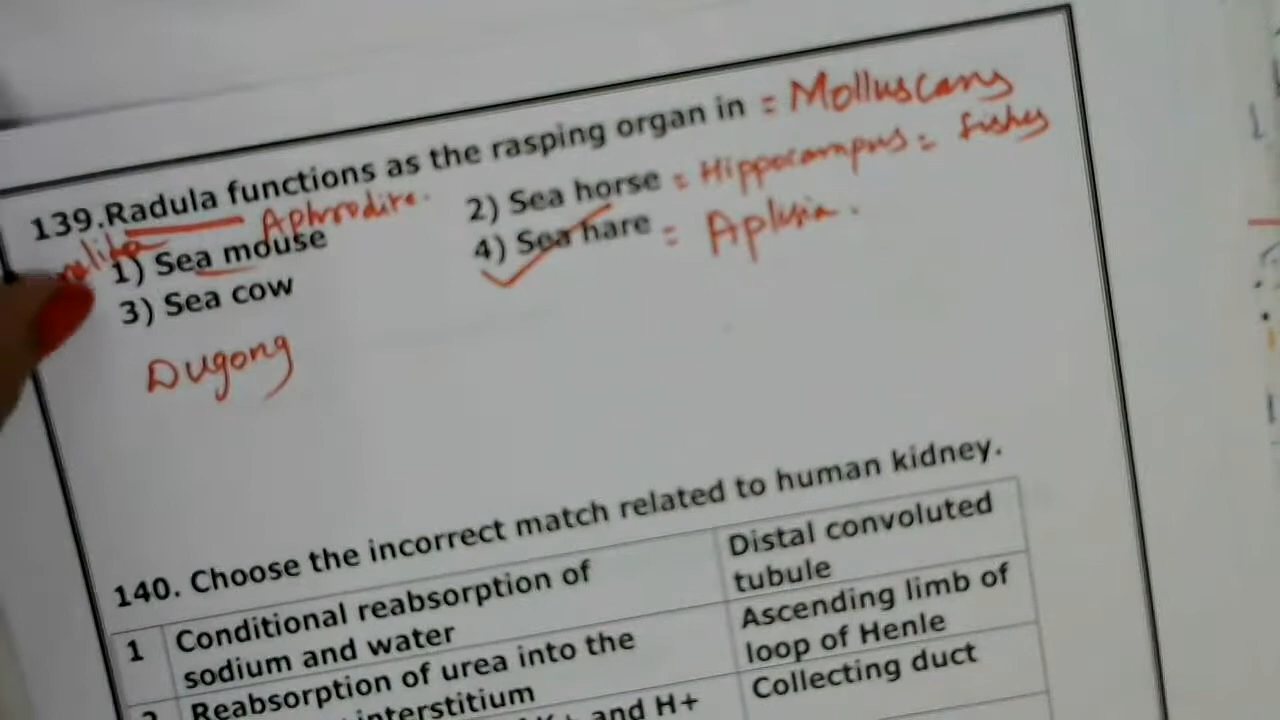 139.Radula functions as the rasping organ in = Molluscans
Aphrodite.
1) Sea mouse
2) Sea horse = Hippocampus = fishes
3) Sea cow
4) Sea hare = Aplysia.
Dugong
140. Choose the incorrect match related to human kidney.
1 Conditional reabsorption of sodium and water
Distal convoluted
tubule
Reabsorption of urea into the
interstitium
Ascending limb of
loop of Henle
and H+
Collecting duct